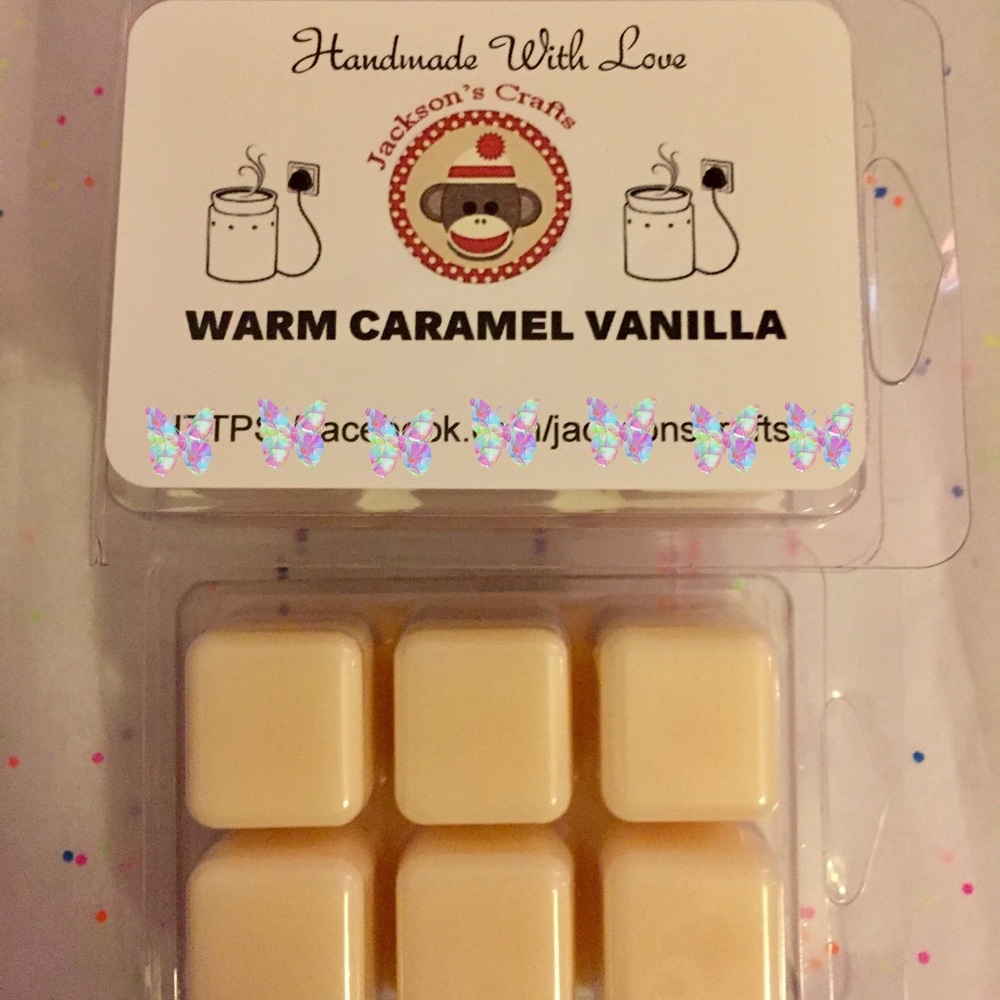 Handmade With Love
Jackson's Crafts
WARM CARAMEL VANILLA